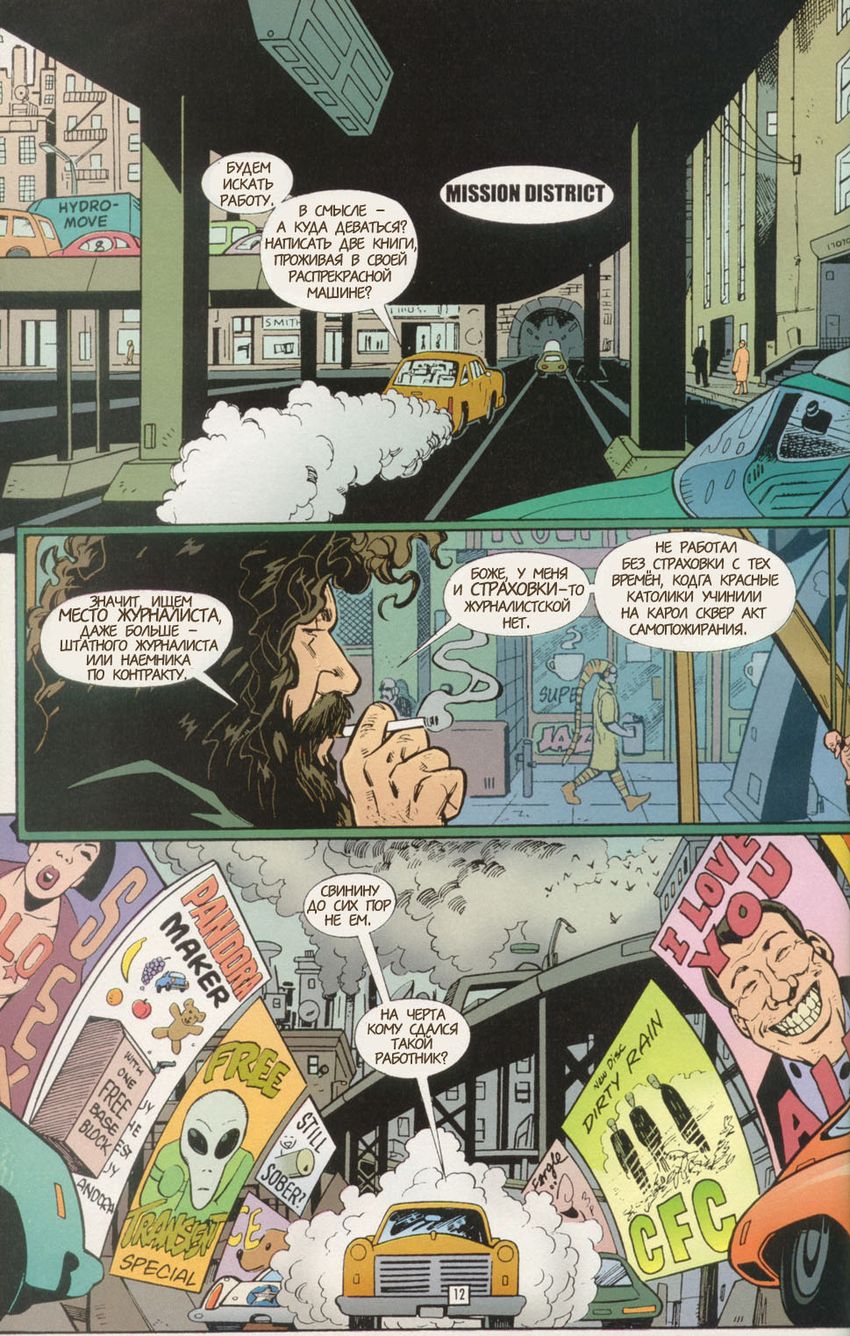 БУДЕМ
ИСКАТЬ
РАБОТУ.
MISSION DISTRICT
HYDRO-
MOVE
8
В СМЫСЛЕ –
А КУДА ДЕВАТЬСЯ?
НАПИСАТЬ ДВЕ КНИГИ,
ПРОЖИВАЯ В СВОЕЙ
РАСПРЕКРАСНОЙ
МАШИНЕ?
SMITH
ЗНАЧИТ, ИЩЕМ
МЕСТО ЖУРНАЛИСТА,
ДАЖЕ БОЛЬШЕ –
ШТАТНОГО ЖУРНАЛИСТА
ИЛИ НАЕМНИКА
ПО КОНТРАКТУ.
БОЖЕ, У МЕНЯ
И СТРАХОВКИ–ТО
ЖУРНАЛИСТСКОЙ
НЕТ.
НЕ РАБОТАЛ
БЕЗ СТРАХОВКИ С ТЕХ
ВРЕМЁН, КОДГА КРАСНЫЕ
КАТОЛИКИ УЧИНИЛИ
НА КАРОЛ СКВЕР АКТ
САМОПОЖИРАНИЯ.
SUPE
JAZ
СВИНИНУ
ДО СИХ ПОР
НЕ ЕМ.
НА ЧЕРТА
КОМУ СДАЛСЯ
ТАКОЙ
РАБОТНИК?
PANDORA
MAKER
WITH
ONE
FREE
BASE
BLOCK
FREE
TRANSIENT
SPECIAL
STILL
SOBER?
I LOVE
YOU
NEW DISC
DIRTY RAIN
CFC
12